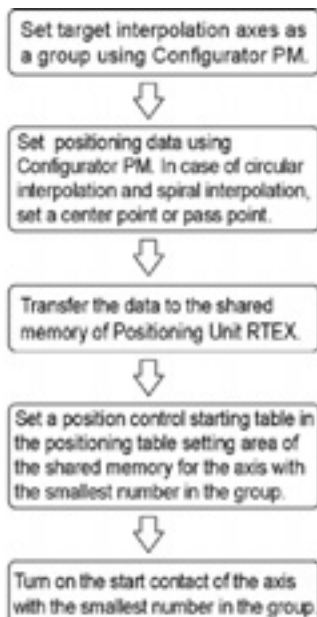 Set target interpolation axes as
a group using Configurator PM.
Set positioning data using
Configurator PM. In case of circular
interpolation and spiral interpolation,
set a center point or pass point.
Transfer the data to the shared
memory of Positioning Unit RTEX.
Set a position control starting table in
the positioning table setting area of
the shared memory for the axis with
the smallest number in the group.
Turn on the start contact of the axis
with the smallest number in the group.